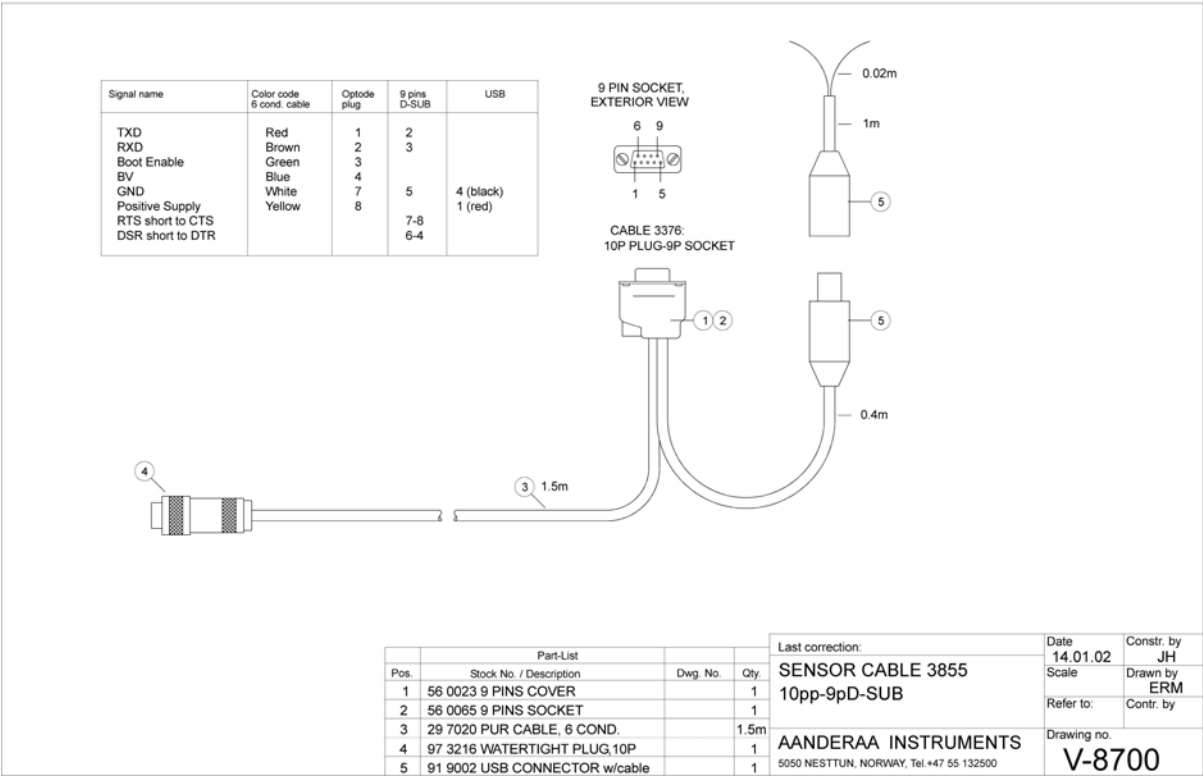 Signal name Color code 6 cond. cable Optode plug 9 pins D-SUB USB
TXD Red 1 2
RXD Brown 2 3
Boot Enable Green 3
BV Blue 4
GND White 7 5 4 (black)
Positive Supply Yellow 8 1 (red)
RTS short to CTS 7-8
DSR short to DTR 6-4
9 PIN SOCKET,
EXTERIOR VIEW
6 9
1 5
CABLE 3376:
10P PLUG-9P SOCKET
1 2
0.02m
1m
5
5
0.4m
4
3 1.5m
Part-List
Pos. Stock No. / Description Dwg. No. Qty.
1 56 0023 9 PINS COVER 1
2 56 0065 9 PINS SOCKET 1
3 29 7020 PUR CABLE, 6 COND. 1.5m
4 97 3216 WATERTIGHT PLUG,10P 1
5 91 9002 USB CONNECTOR w/cable 1
Last correction:
SENSOR CABLE 3855
10pp-9pD-SUB
AANDERAA INSTRUMENTS
5050 NESTTUN, NORWAY, Tel.+47 55 132500
Date
14.01.02
Constr. by
JH
Scale
Drawn by
ERM
Refer to:
Contr. by
Drawing no.
V-8700